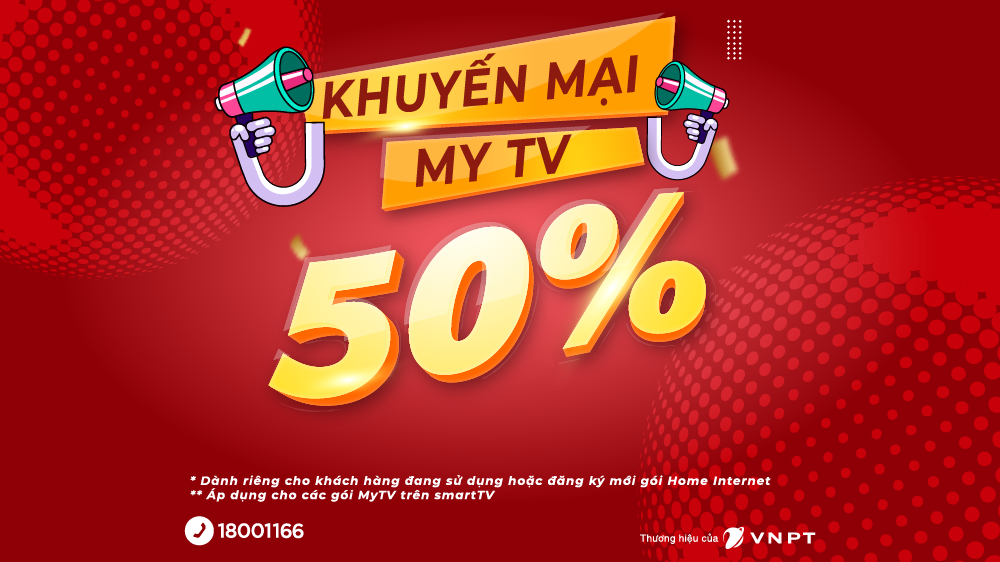 KHUYẾN MẠI
MY TV
50%
* Dành riêng cho khách hàng đang sử dụng hoặc đăng ký mới gói Home Internet
** Áp dụng cho các gói MyTV trên smartTV
18001166
Thương hiệu của VNPT